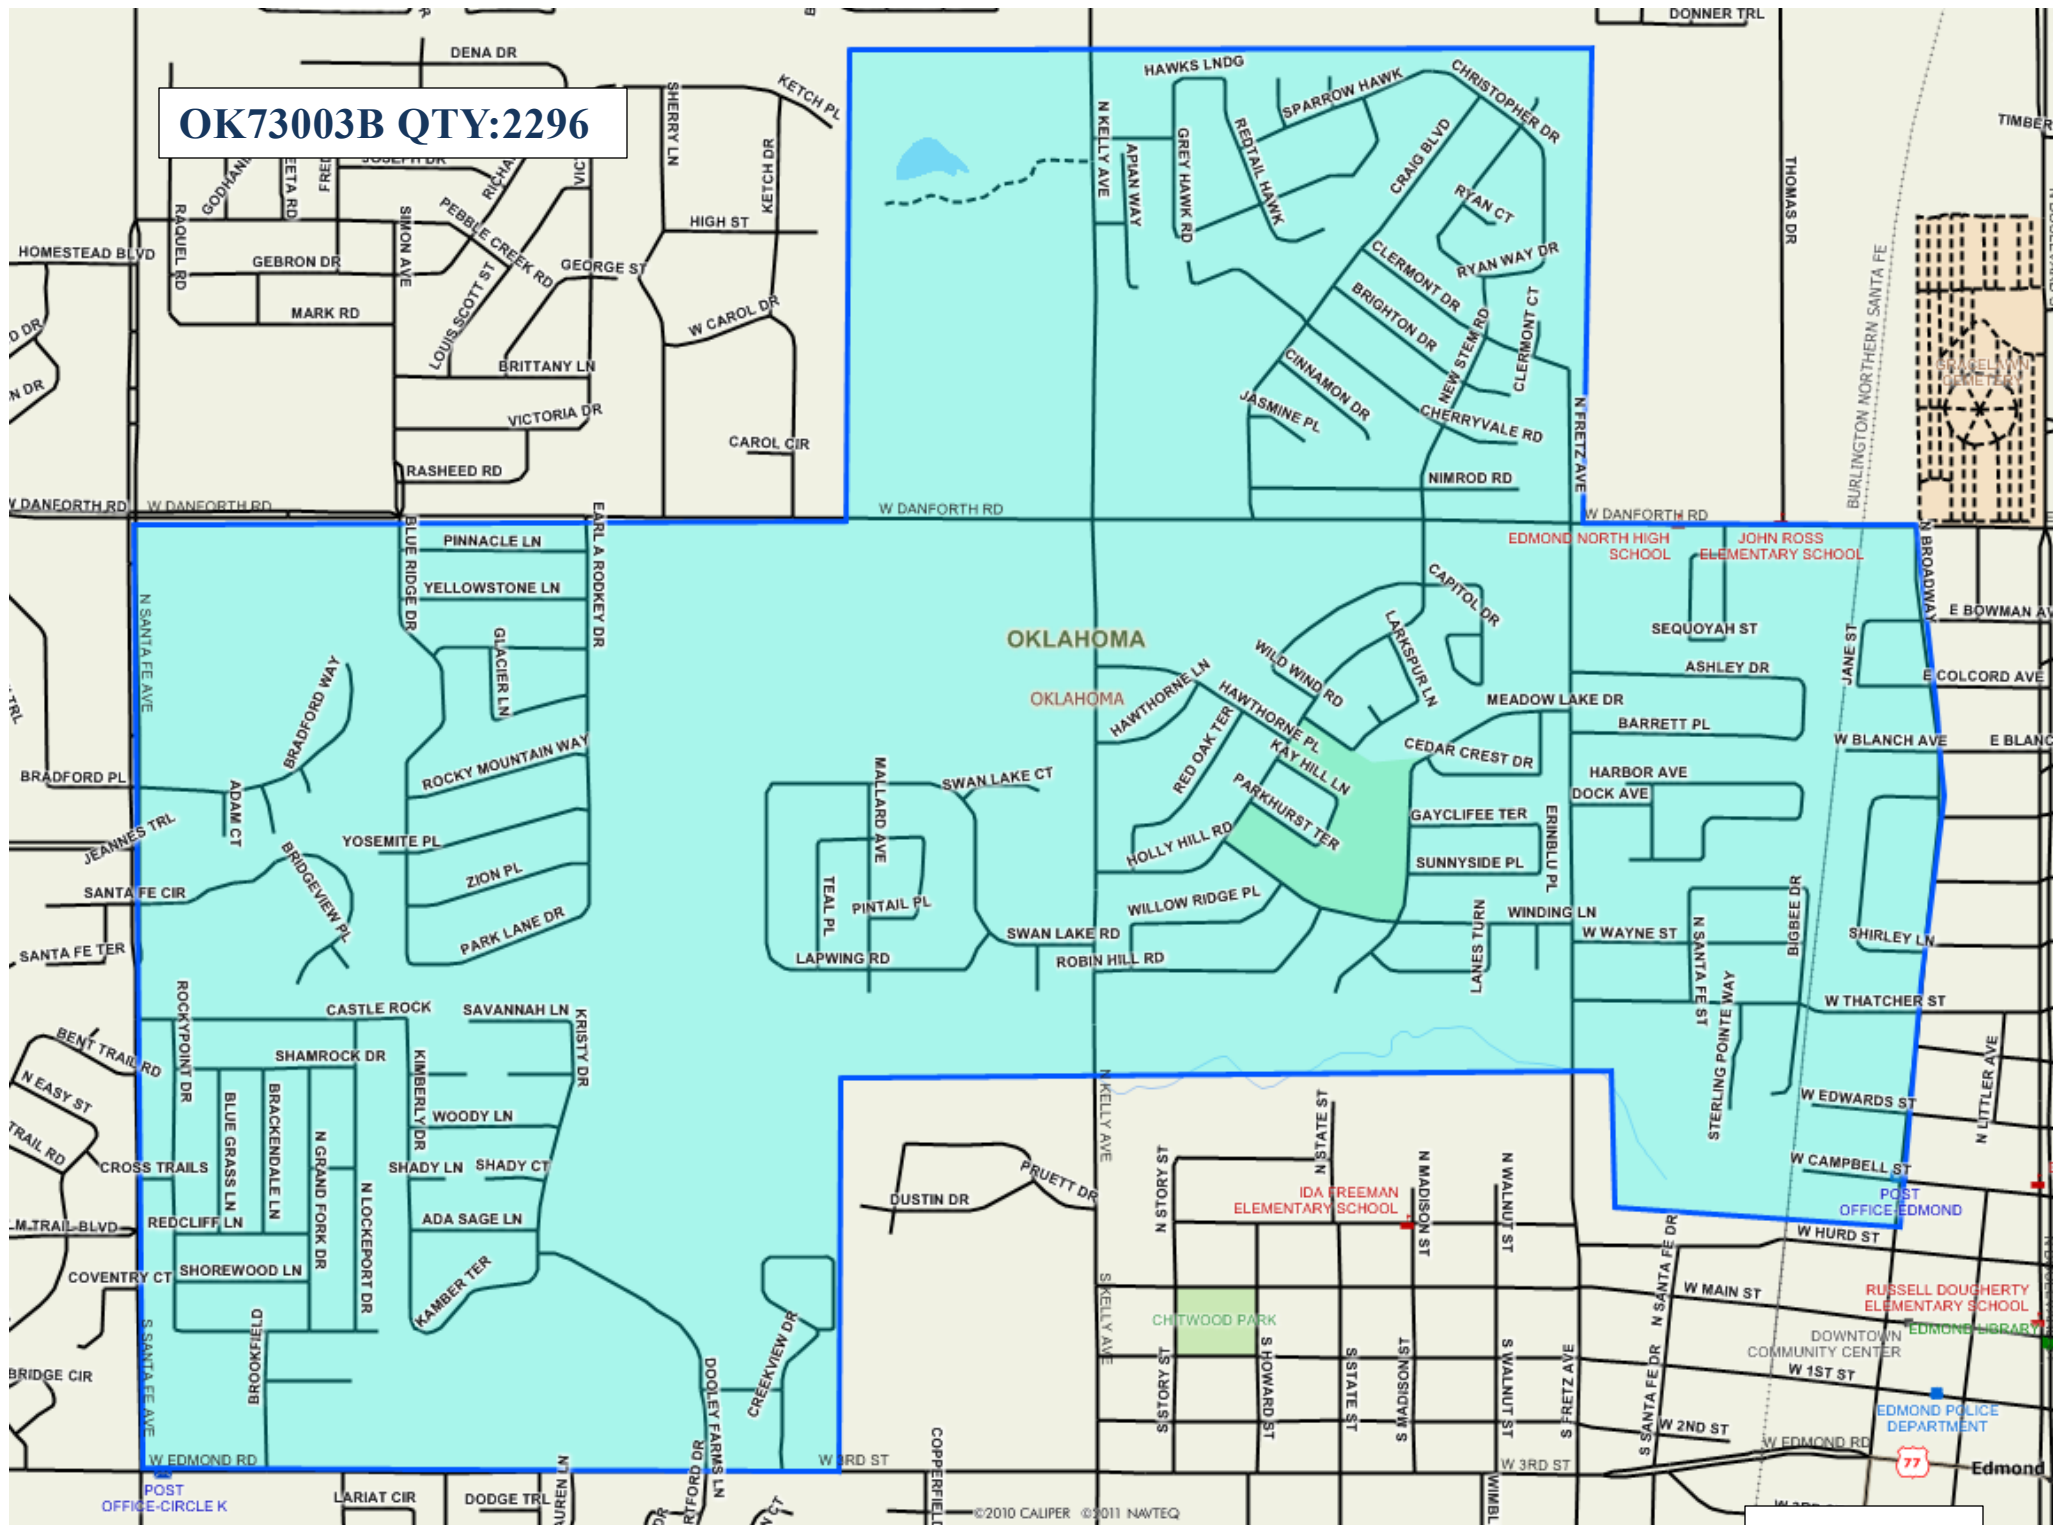 DONNER TRL
DENA DR
OK73003B QTY:2296
SHERRY LN
KETCH PL
KETCH DR
JOSEPH DR
RAQUEL RD
SIMON AVE
PEBBLE CREEK RD
HIGH ST
HOMESTEAD BLVD
GEBRON DR
GEORGE ST
MARK RD
LOUIS SCOTT ST
W CAROL DR
BRITTANY LN
VICTORIA DR
CAROL CIR
RASHEED RD
W DANFORTH RD
W DANFORTH RD
HAWKS LNDG
SPARROW HAWK
CHRISTOPHER DR
N KELLY AVE
APIAN WAY
GREY HAWK RD
REDTAIL HAWK
CRAIG BLVD
RYAN CT
RYAN WAY DR
CLERMONT DR
BRIGHTON DR
CLERMONT CT
NEW STEM RD
CINNAMON DR
JASMINE PL
CHERRYVALE RD
N FRETZ AVE
NIMROD RD
THOMAS DR
BURLINGTON NORTHERN SANTA FE
GRACELAWN
CEMETERY
W DANFORTH RD
W DANFORTH RD
EDMOND NORTH HIGH
SCHOOL
JOHN ROSS
ELEMENTARY SCHOOL
N BROADWAY
BLUE RIDGE DR
PINNACLE LN
EARL A RODKEY DR
YELLOWSTONE LN
N SANTA FE AVE
GLACIER LN
BRADFORD WAY
ROCKY MOUNTAIN WAY
BRADFORD PL
ADAM CT
JEANNES TRL
YOSEMITE PL
BRIDGEVIEW PL
ZION PL
SANTA FE CIR
PARK LANE DR
SANTA FE TER
OKLAHOMA
OKLAHOMA
CAPITOL DR
LARKSPUR LN
WILD WIND RD
HAWTHORNE LN
HAWTHORNE PL
RED OAK TER
KAY HILL LN
PARKHURST TER
HOLLY HILL RD
WILLOW RIDGE PL
MEADOW LAKE DR
CEDAR CREST DR
GAYCLIFEE TER
SUNNYSIDE PL
ERINBLU PL
WINDING LN
LANES TURN
SEQUOYAH ST
ASHLEY DR
BARRETT PL
HARBOR AVE
DOCK AVE
JANE ST
E COLCORD AVE
W BLANCH AVE
BIGBEE DR
W WAYNE ST
N SANTA FE ST
SHIRLEY LN
STERLING POINTE WAY
W THATCHER ST
N LITTLER AVE
W EDWARDS ST
W CAMPBELL ST
POST
OFFICE-EDMOND
MALLARD AVE
SWAN LAKE CT
TEAL PL
PINTAIL PL
SWAN LAKE RD
LAPWING RD
ROBIN HILL RD
ROCKYPOINT DR
CASTLE ROCK
SAVANNAH LN
KRISTY DR
BENT TRAIL RD
SHAMROCK DR
KIMBERLY DR
N EASY ST
BLUE GRASS LN
BRACKENDALE LN
WOODY LN
N GRAND FORK DR
CROSS TRAILS
SHADY LN
SHADY CT
N LOCKEPORT DR
REDCLIFF LN
ADA SAGE LN
COVENTRY CT
SHOREWOOD LN
KAMBER TER
BROOKFIELD
S SANTA FE AVE
DOOLEY FARMS LN
CREEKVIEW DR
W EDMOND RD
POST
OFFICE-CIRCLE K
LARIAT CIR
DODGE TRL
W 3RD ST
N KELLY AVE
S KELLY AVE
PRUETT DR
DUSTIN DR
N STORY ST
N STATE ST
IDA FREEMAN
ELEMENTARY SCHOOL
N MADISON ST
N WALNUT ST
CHITWOOD PARK
S STORY ST
S HOWARD ST
S STATE ST
S MADISON ST
S WALNUT ST
S FRETZ AVE
N SANTA FE DR
S SANTA FE DR
W HURD ST
W MAIN ST
RUSSELL DOUGHERTY
ELEMENTARY SCHOOL
EDMOND LIBRARY
DOWNTOWN
COMMUNITY CENTER
W 1ST ST
EDMOND POLICE
DEPARTMENT
W 2ND ST
W EDMOND RD
W 3RD ST
77
Edmond
©2010 CALIPER ©2011 NAVTEQ